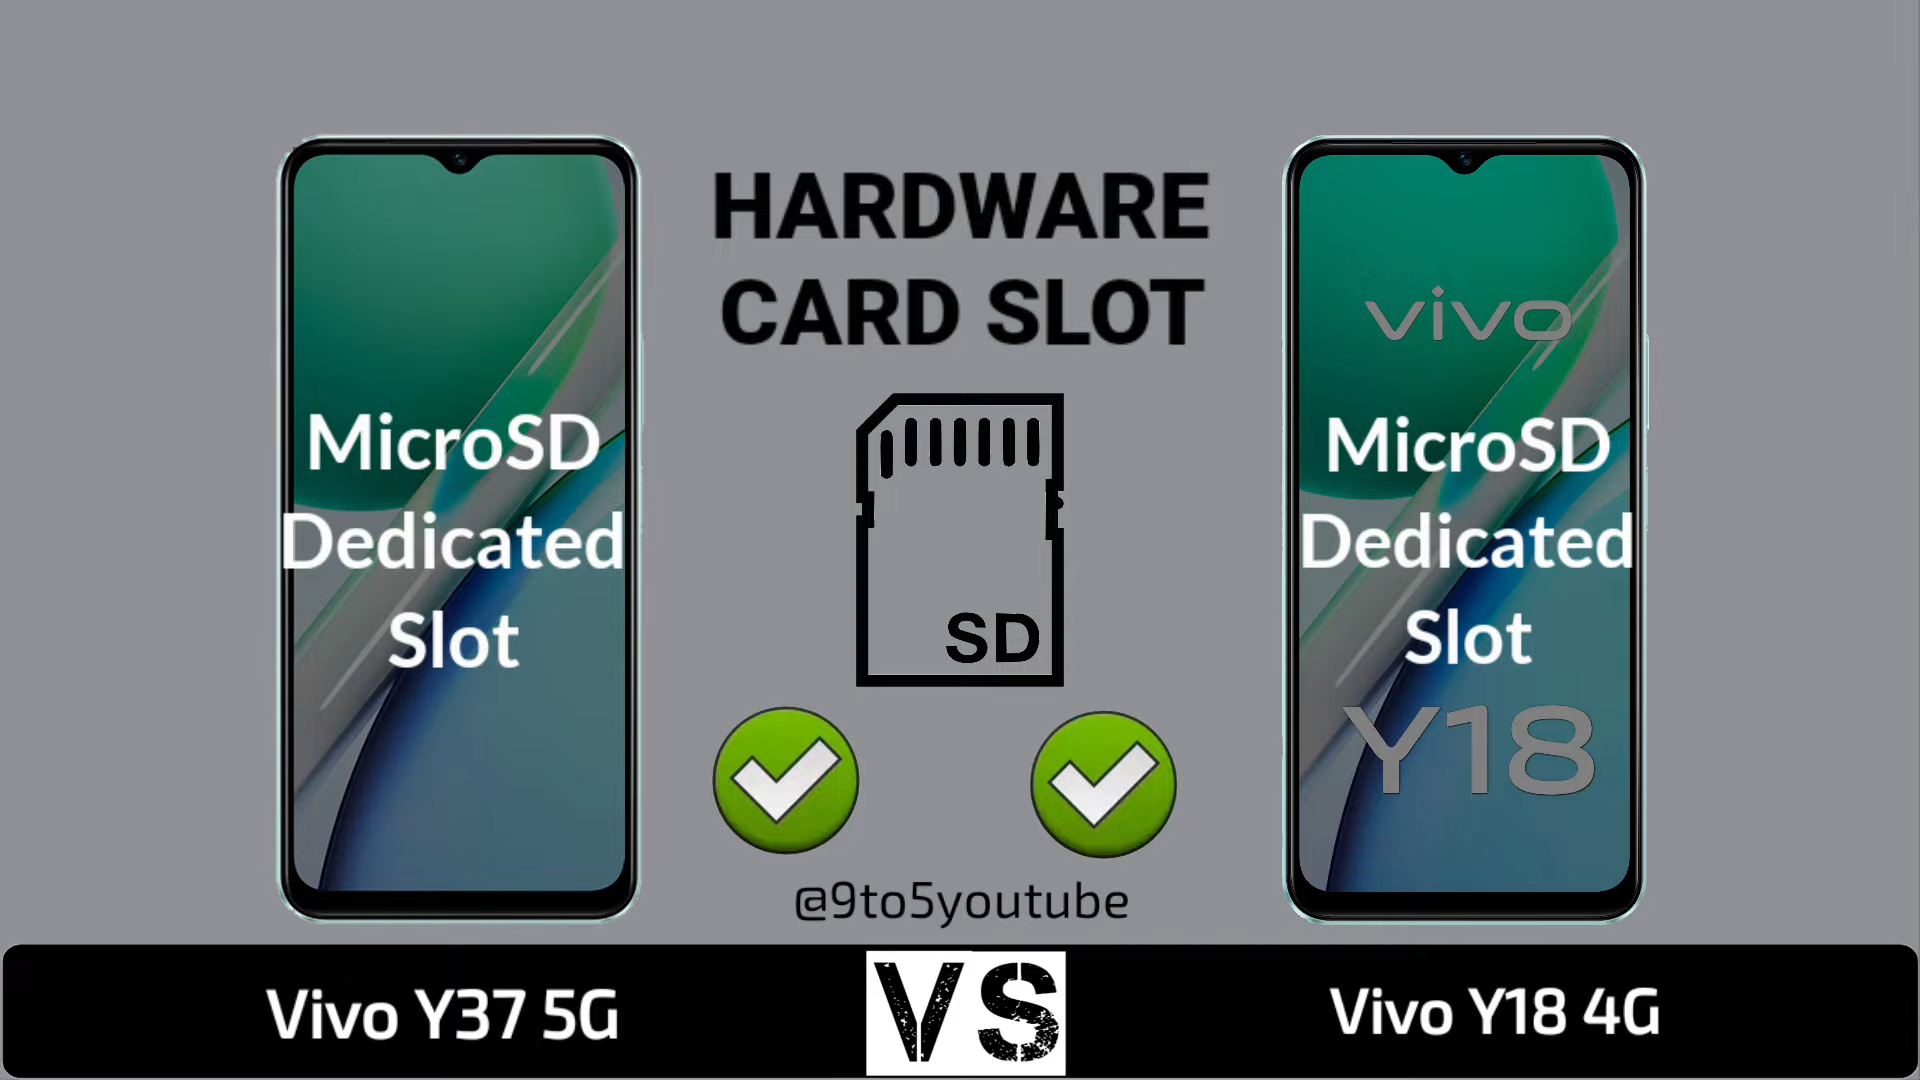 HARDWARE
CARD SLOT
MicroSD
Dedicated
Slot
SD
vivo
MicroSD
Dedicated
Slot
Y18
@9to5youtube
Vivo Y37 5G
VS
Vivo Y18 4G